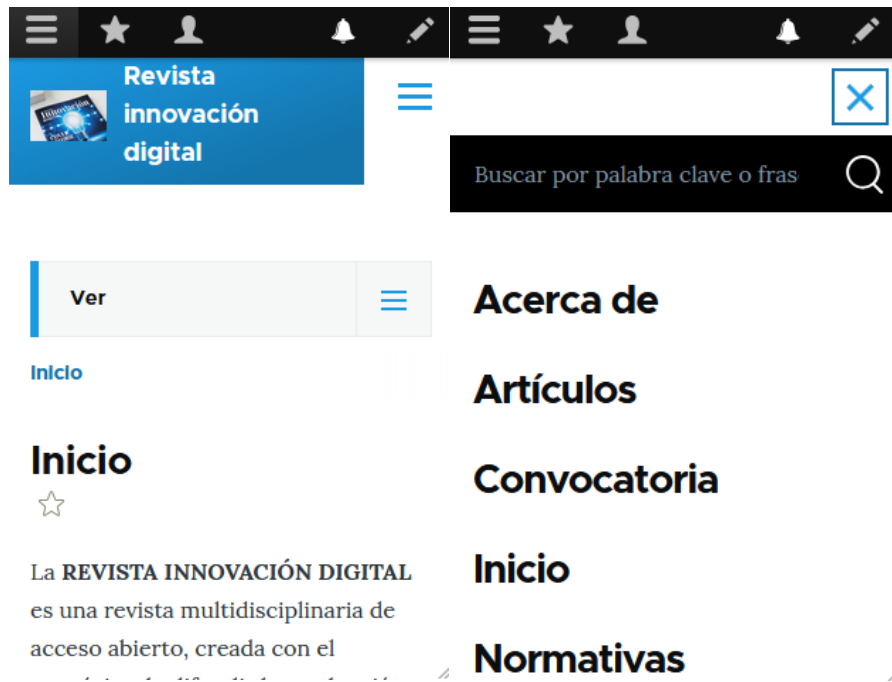 Revista
innovación
digital
Ver
Inicio
Inicio
La REVISTA INNOVACIÓN DIGITAL
es una revista multidisciplinaria de
acceso abierto, creada con el
Buscar por palabra clave o fras
Acerca de
Artículos
Convocatoria
Inicio
Normativas